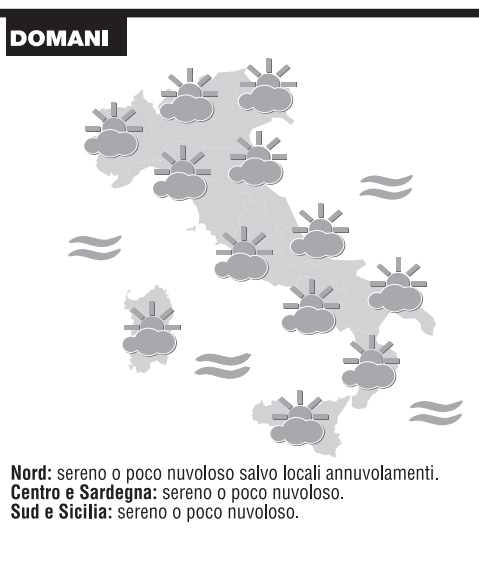 DOMANI
Nord: sereno o poco nuvoloso salvo locali annuvolamenti.
Centro e Sardegna: sereno o poco nuvoloso.
Sud e Sicilia: sereno o poco nuvoloso.